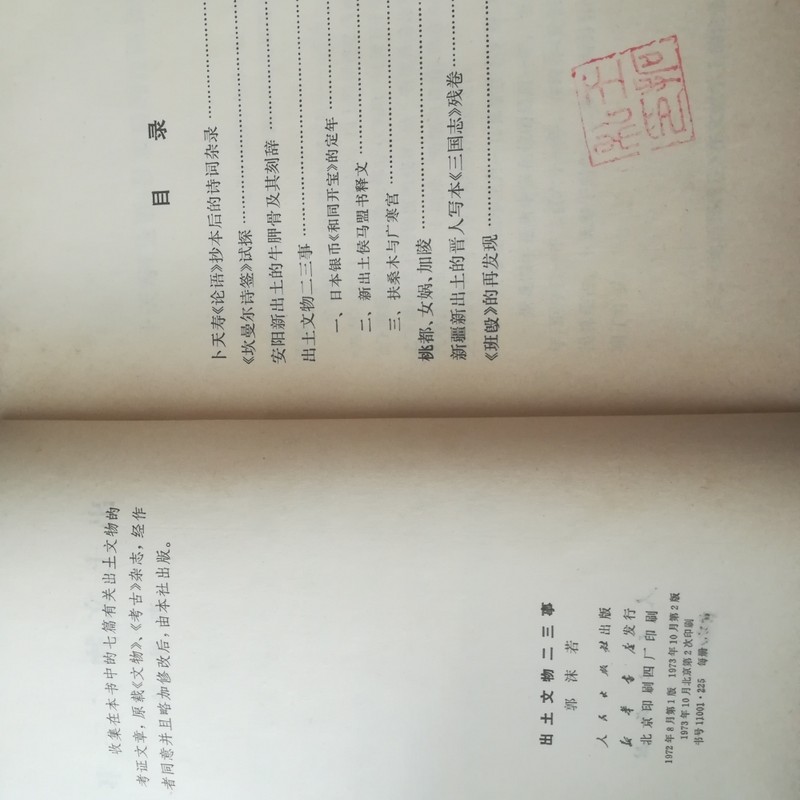 收集在本书中的七篇有关出土文物的
考证文章，原载《文物》、《考古》杂志，经作
者同意并且略加修改后，由本社出版。
出土文物二三事
郭沫若
人民出版社出版
新华书店发行
北京印刷四厂印刷
1972年8月第1版 1973年10月第2版
1973年10月北京第2次印刷
书号11001·225 每册
目 录
卜天寿《论语》抄本后的诗词杂录
《坎曼尔诗签》试探
安阳新出土的牛胛骨及其刻辞
出土文物二三事
一、日本银币《和同开宝》的定年
二、新出土侯马盟书释文
三、扶桑木与广寒宫
桃都、女娲、加陵
新疆新出土的晋人写本《三国志》残卷
《班𣪘》的再发现